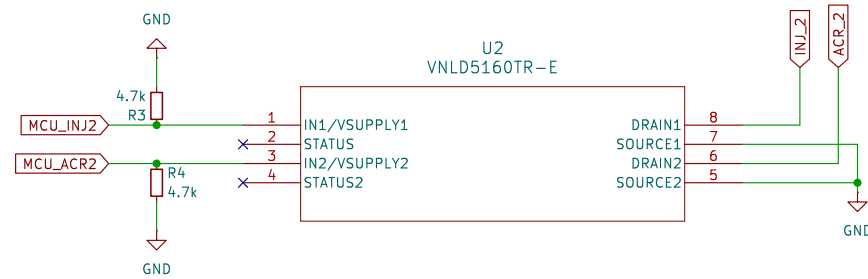 GND
U2
VNLD5160TR-E
INJ_2
ACR_2
4.7k
R3
MCU_INJ2
1
IN1/VSUPPLY1
DRAIN1
8
2
STATUS
SOURCE1
7
MCU_ACR2
3
IN2/VSUPPLY2
DRAIN2
6
R4
4.7k
4
STATUS2
SOURCE2
5
GND
GND